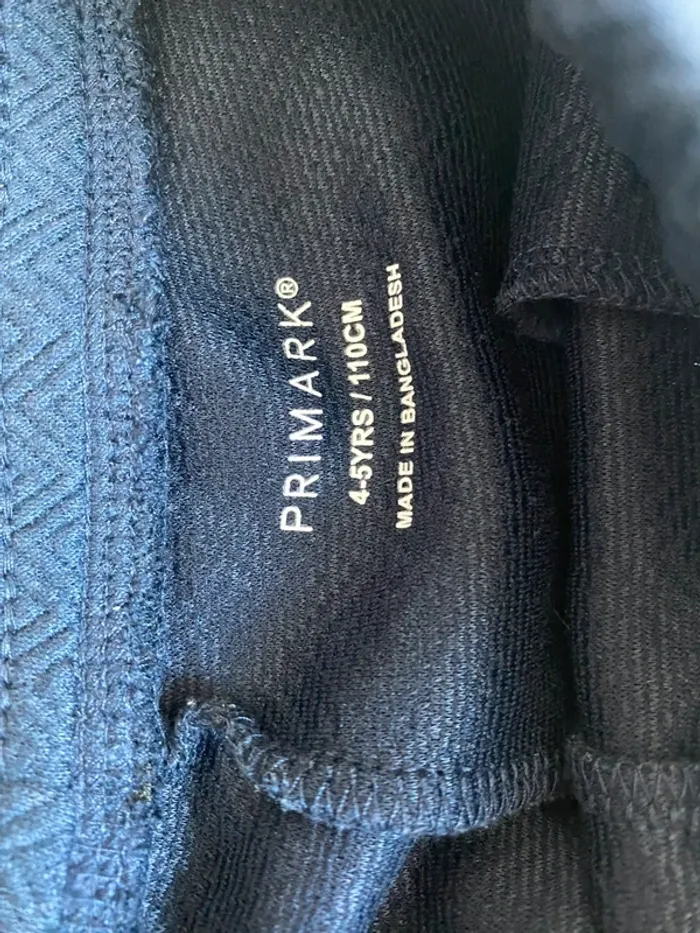 PRIMARK®
4-5YRS / 110CM
MADE IN BANGLADESH